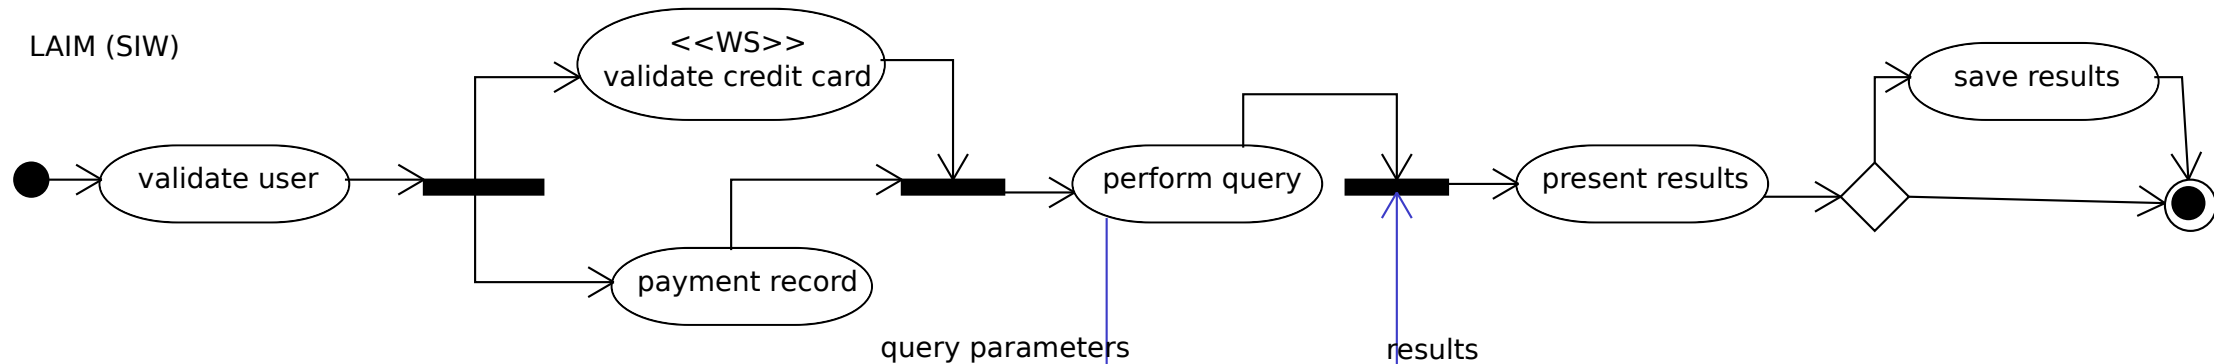 LAIM (SIW)
<<WS>>
validate credit card
save results
validate user
perform query
present results
payment record
query parameters
results